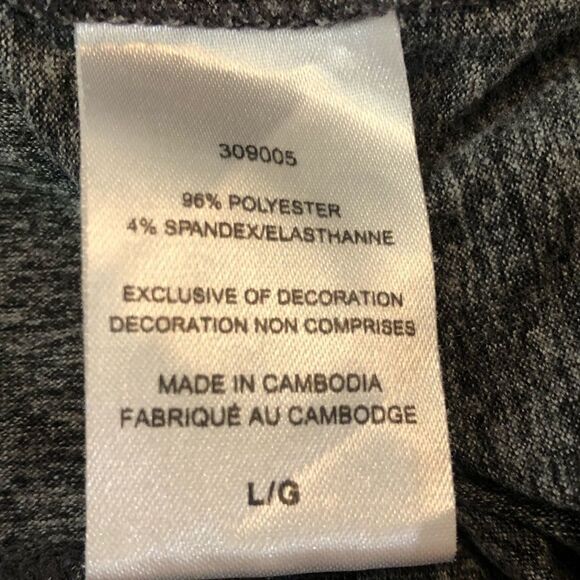 309005
96% POLYESTER
4% SPANDEX/ELASTHANNE
EXCLUSIVE OF DECORATION
DECORATION NON COMPRISES
MADE IN CAMBODIA
FABRIQUÉ AU CAMBODGE
L/G